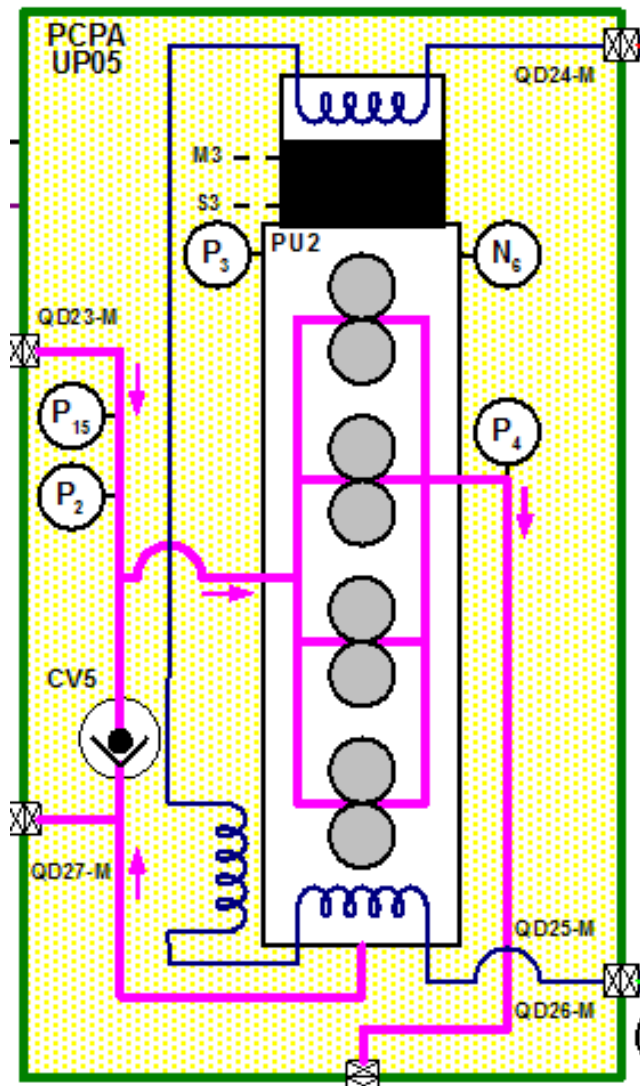 PCPA
UP05
QD24-M
M3
S3
P3
PU2
N6
QD23-M
P15
P4
P2
CV5
QD27-M
QD25-M
QD26-M